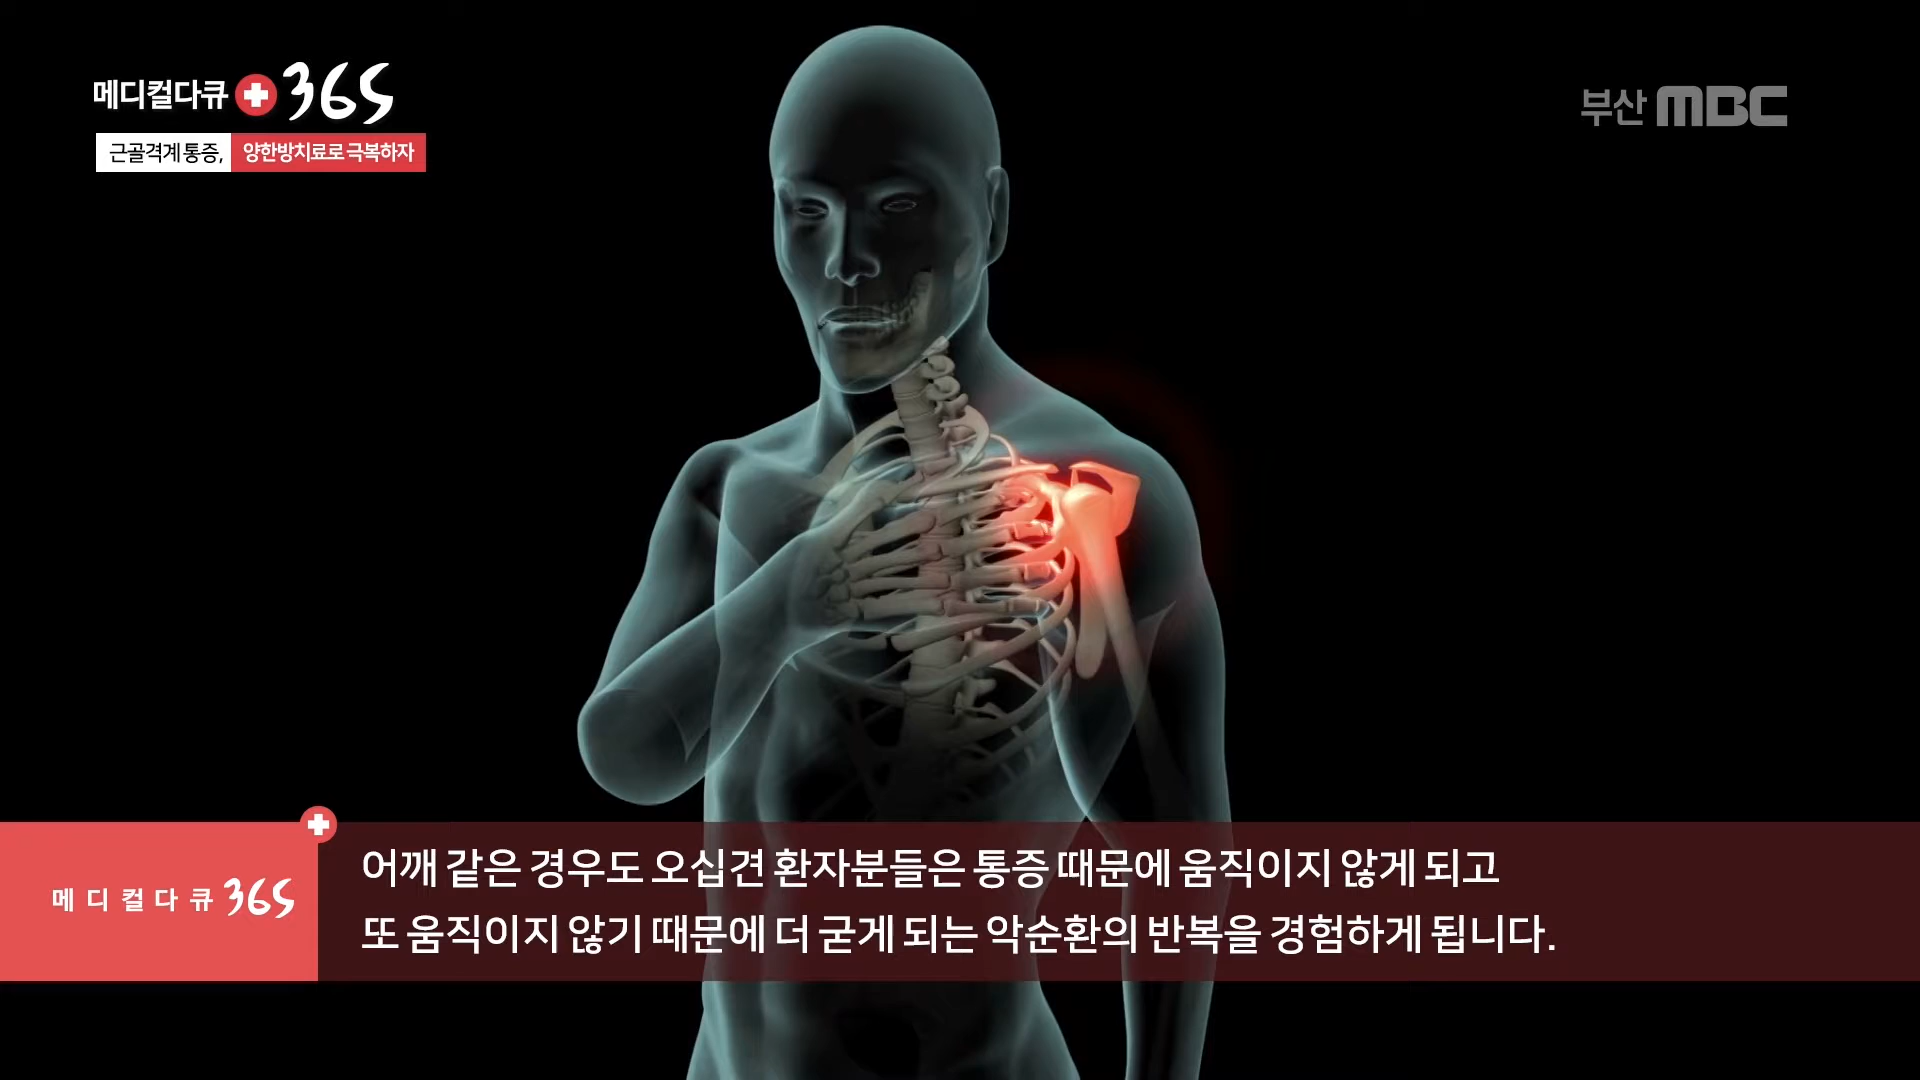 메디컬다큐 365
근골격계 통증, 양한방치료로 극복하자
부산 MBC
메디컬다큐 365
어깨 같은 경우도 오십견 환자분들은 통증 때문에 움직이지 않게 되고
또 움직이지 않기 때문에 더 굳게 되는 악순환의 반복을 경험하게 됩니다.